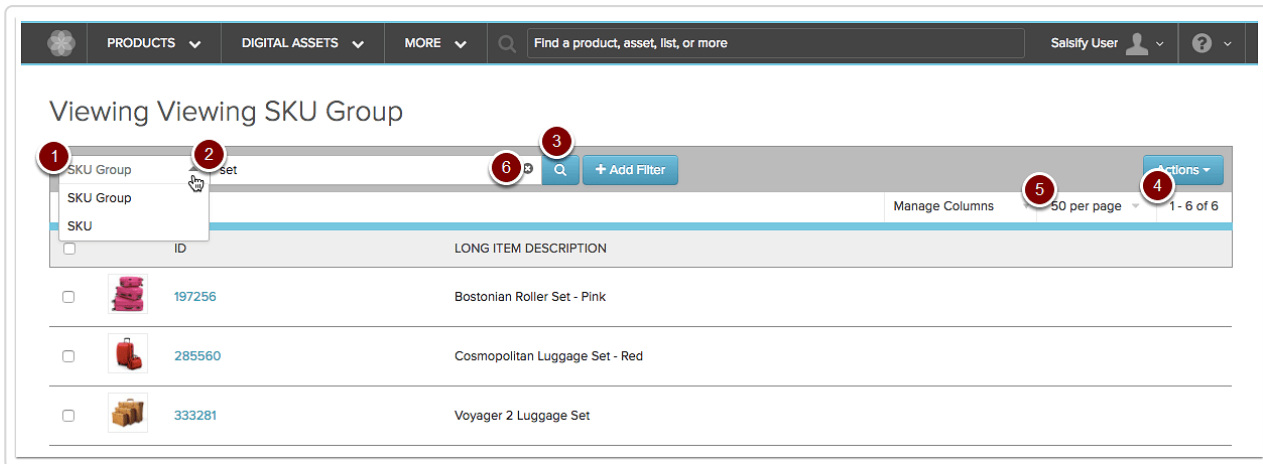 PRODUCTS DIGITAL ASSETS MORE Find a product, asset, list, or more Salsify User ?
Viewing Viewing SKU Group
1 2 3 4 5 6
SKU Group set + Add Filter Actions
SKU Group
SKU
Manage Columns 50 per page 1 - 6 of 6
ID LONG ITEM DESCRIPTION
197256 Bostonian Roller Set - Pink
285560 Cosmopolitan Luggage Set - Red
333281 Voyager 2 Luggage Set